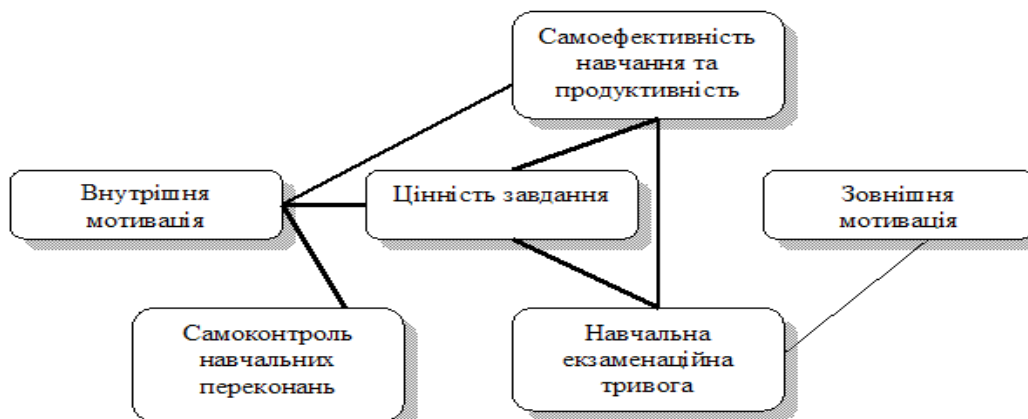 Самоефективність
навчання та
продуктивність
Внутрішня
мотивація
Цінність завдання
Зовнішня
мотивація
Самоконтроль
навчальних
переконань
Навчальна
екзаменаційна
тривога